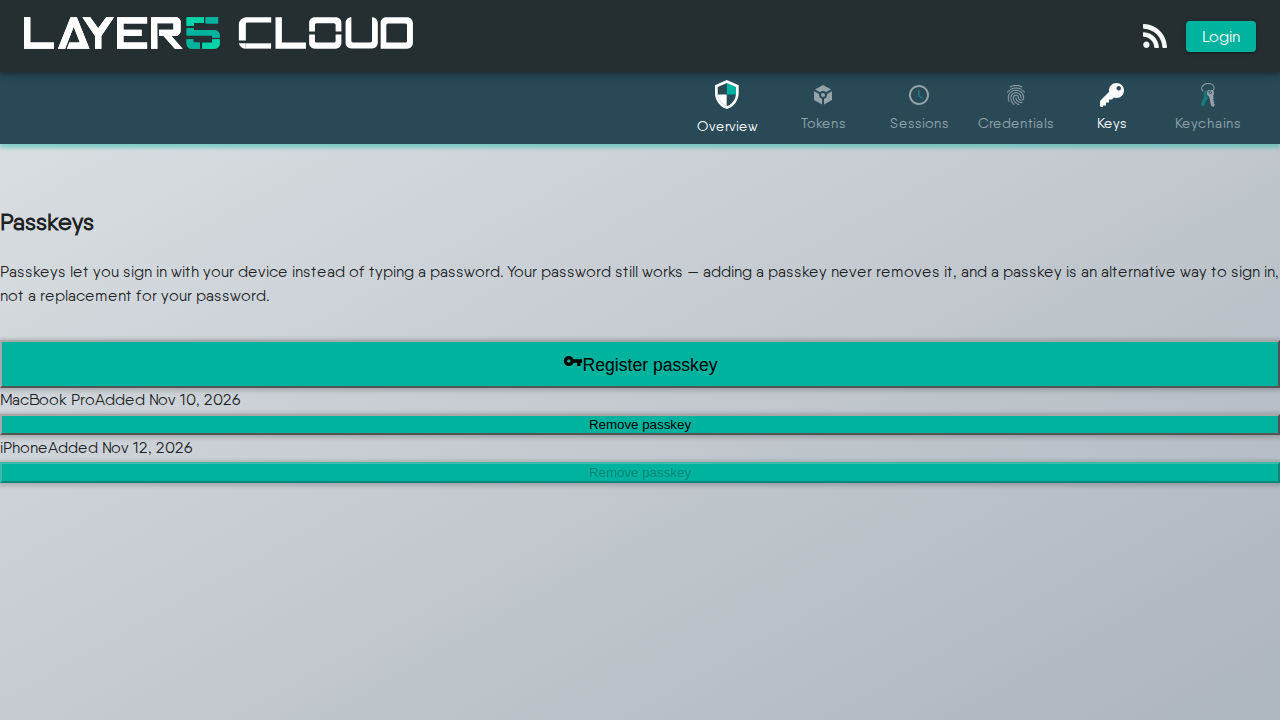 LAYER5 CLOUD
Login
Overview
Tokens
Sessions
Credentials
Keys
Keychains
Passkeys
Passkeys let you sign in with your device instead of typing a password. Your password still works — adding a passkey never removes it, and a passkey is an alternative way to sign in,
not a replacement for your password.
Register passkey
MacBook ProAdded Nov 10, 2026
Remove passkey
iPhoneAdded Nov 12, 2026
Remove passkey